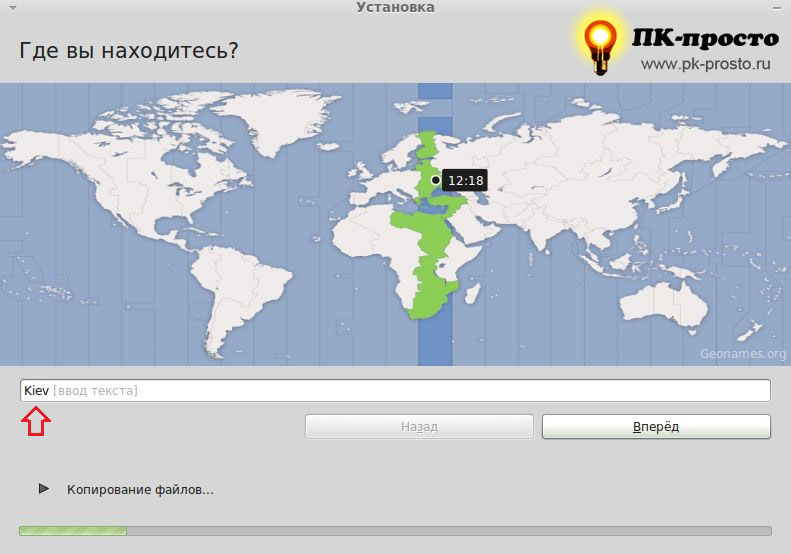 Установка
Где вы находитесь?
ПК-просто
www.pk-prosto.ru
12:18
Geonames.org
Kiev [ввод текста]
Назад
Вперёд
Копирование файлов...